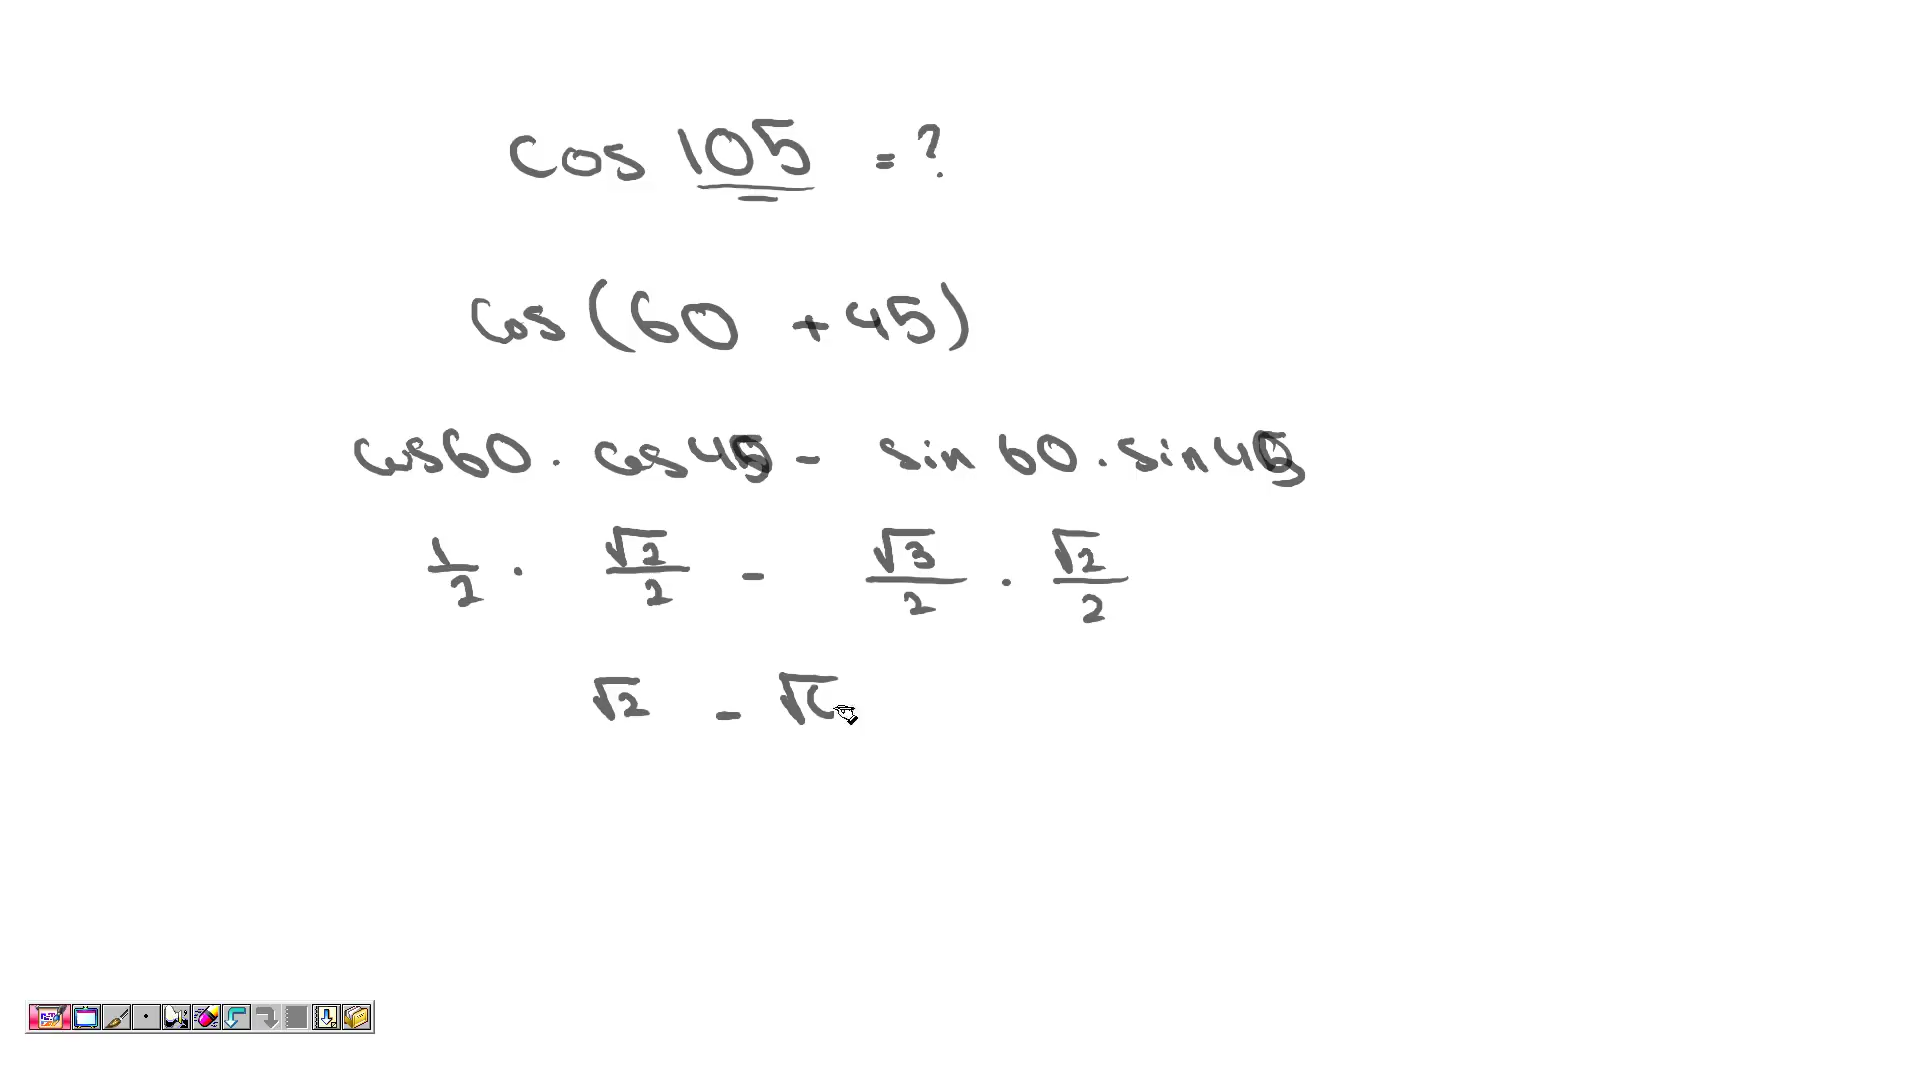 cos 105 = ?
cos (60 + 45)
cos60 . cos45 - sin 60 . sin45
1/2 . √2/2 - √3/2 . √2/2
√2 - √